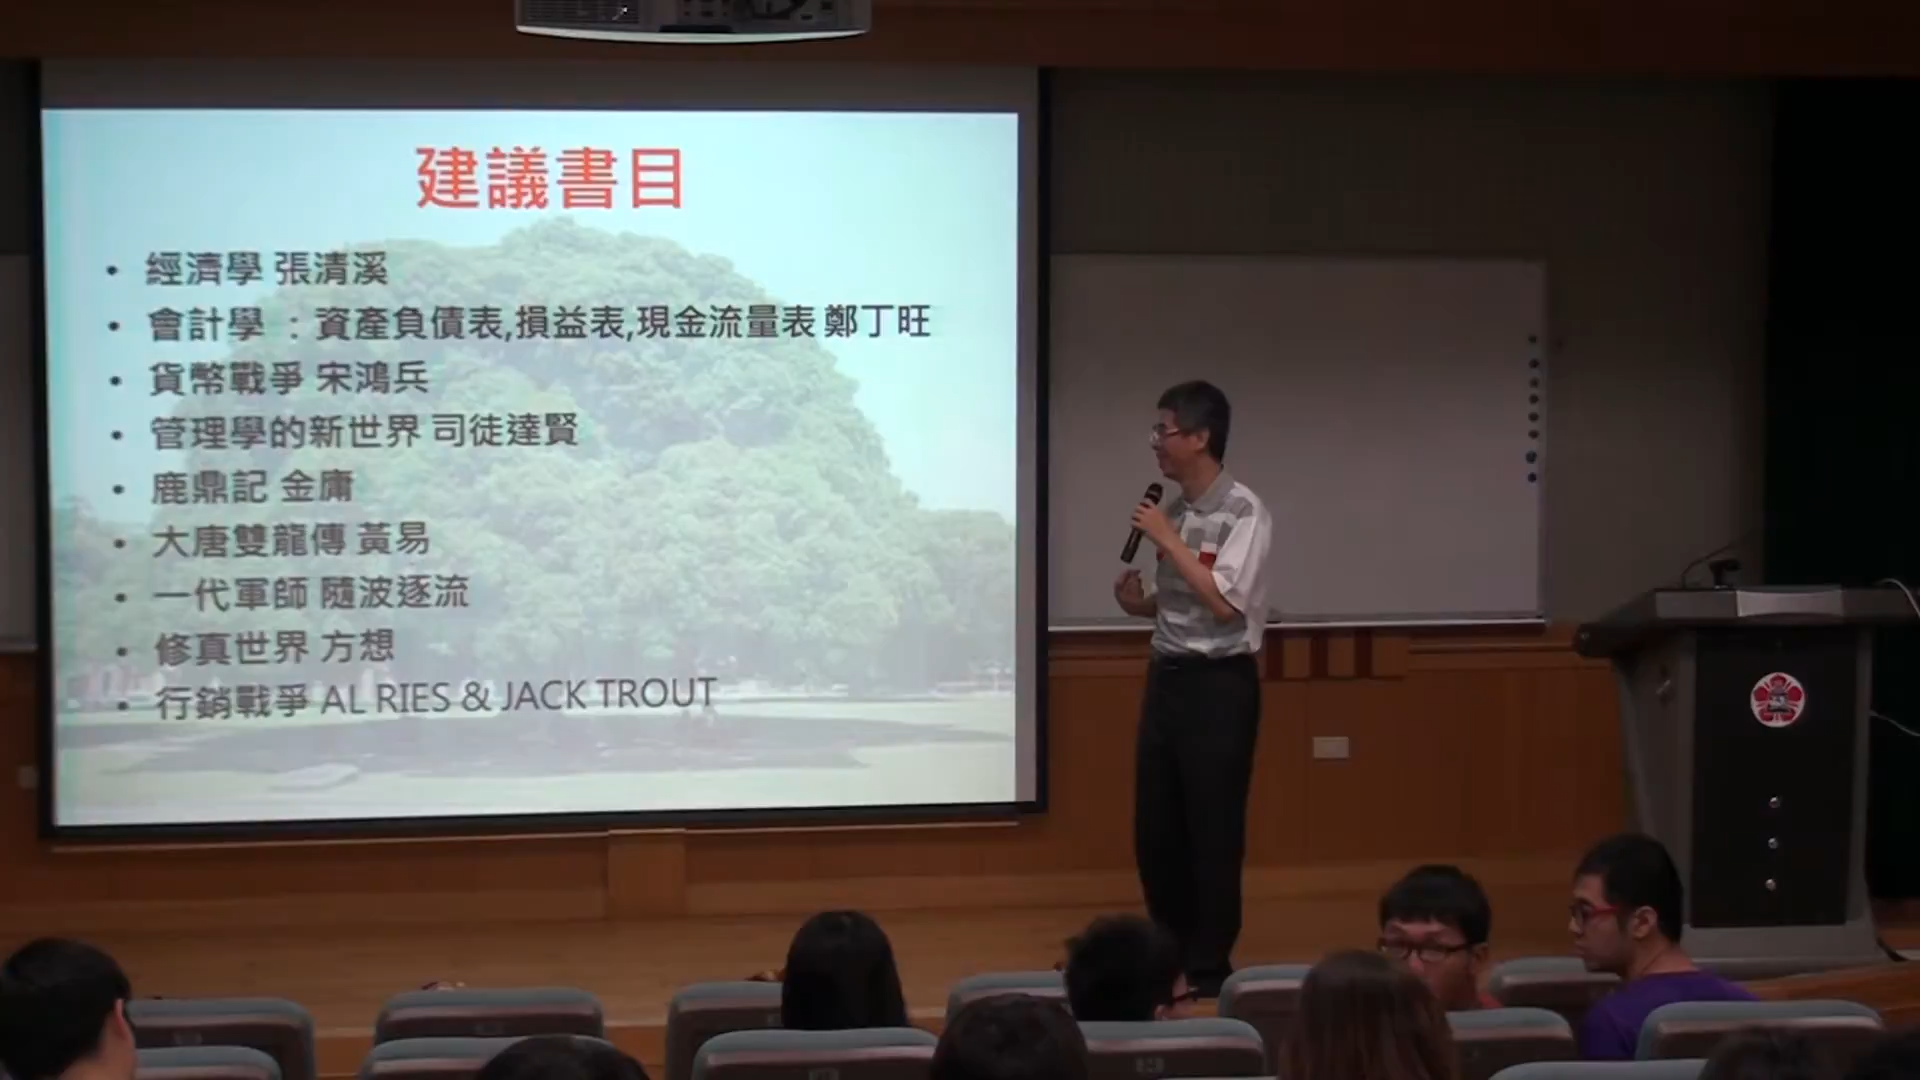 建議書目
• 經濟學 張清溪
• 會計學 ：資產負債表,損益表,現金流量表 鄭丁旺
• 貨幣戰爭 宋鴻兵
• 管理學的新世界 司徒達賢
• 鹿鼎記 金庸
• 大唐雙龍傳 黃易
• 一代軍師 隨波逐流
• 修真世界 方想
• 行銷戰爭 AL RIES & JACK TROUT